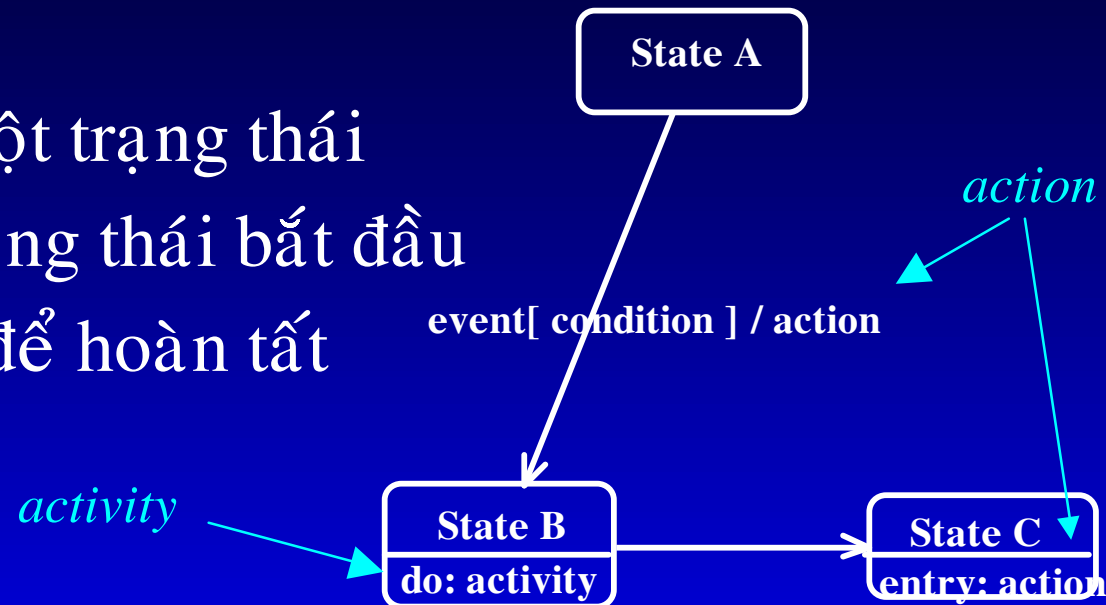 State A
ột trạng thái
action
ng thái bắt đầu
event[ condition ] / action
để hoàn tất
activity
State B
do: activity
State C
entry: action